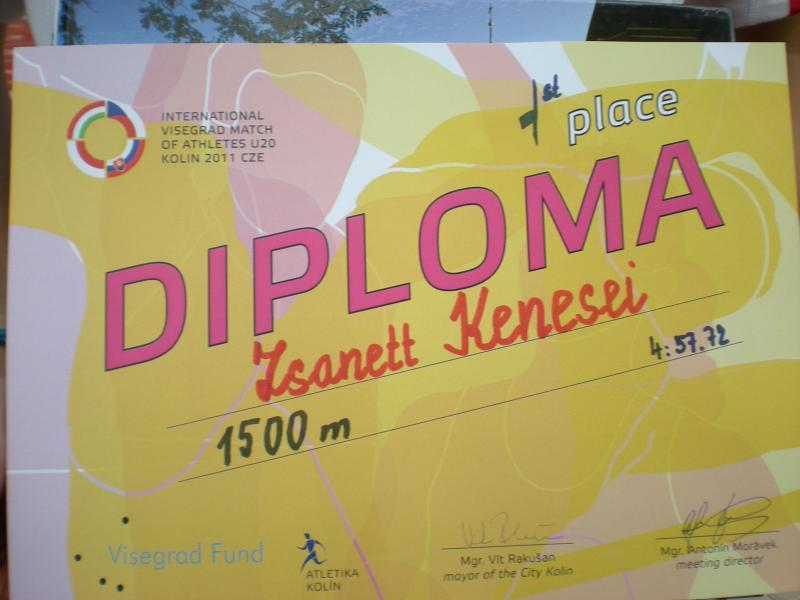 INTERNATIONAL
VISEGRAD MATCH
OF ATHLETES U20
KOLIN 2011 CZE
1st place
DIPLOMA
Zsanett Kenesei
4:57.72
1500 m
Visegrad Fund
ATLETIKA
KOLÍN
Mgr. Vít Rakušan
mayor of the City Kolin
Mgr. Antonín Morávek
meeting director